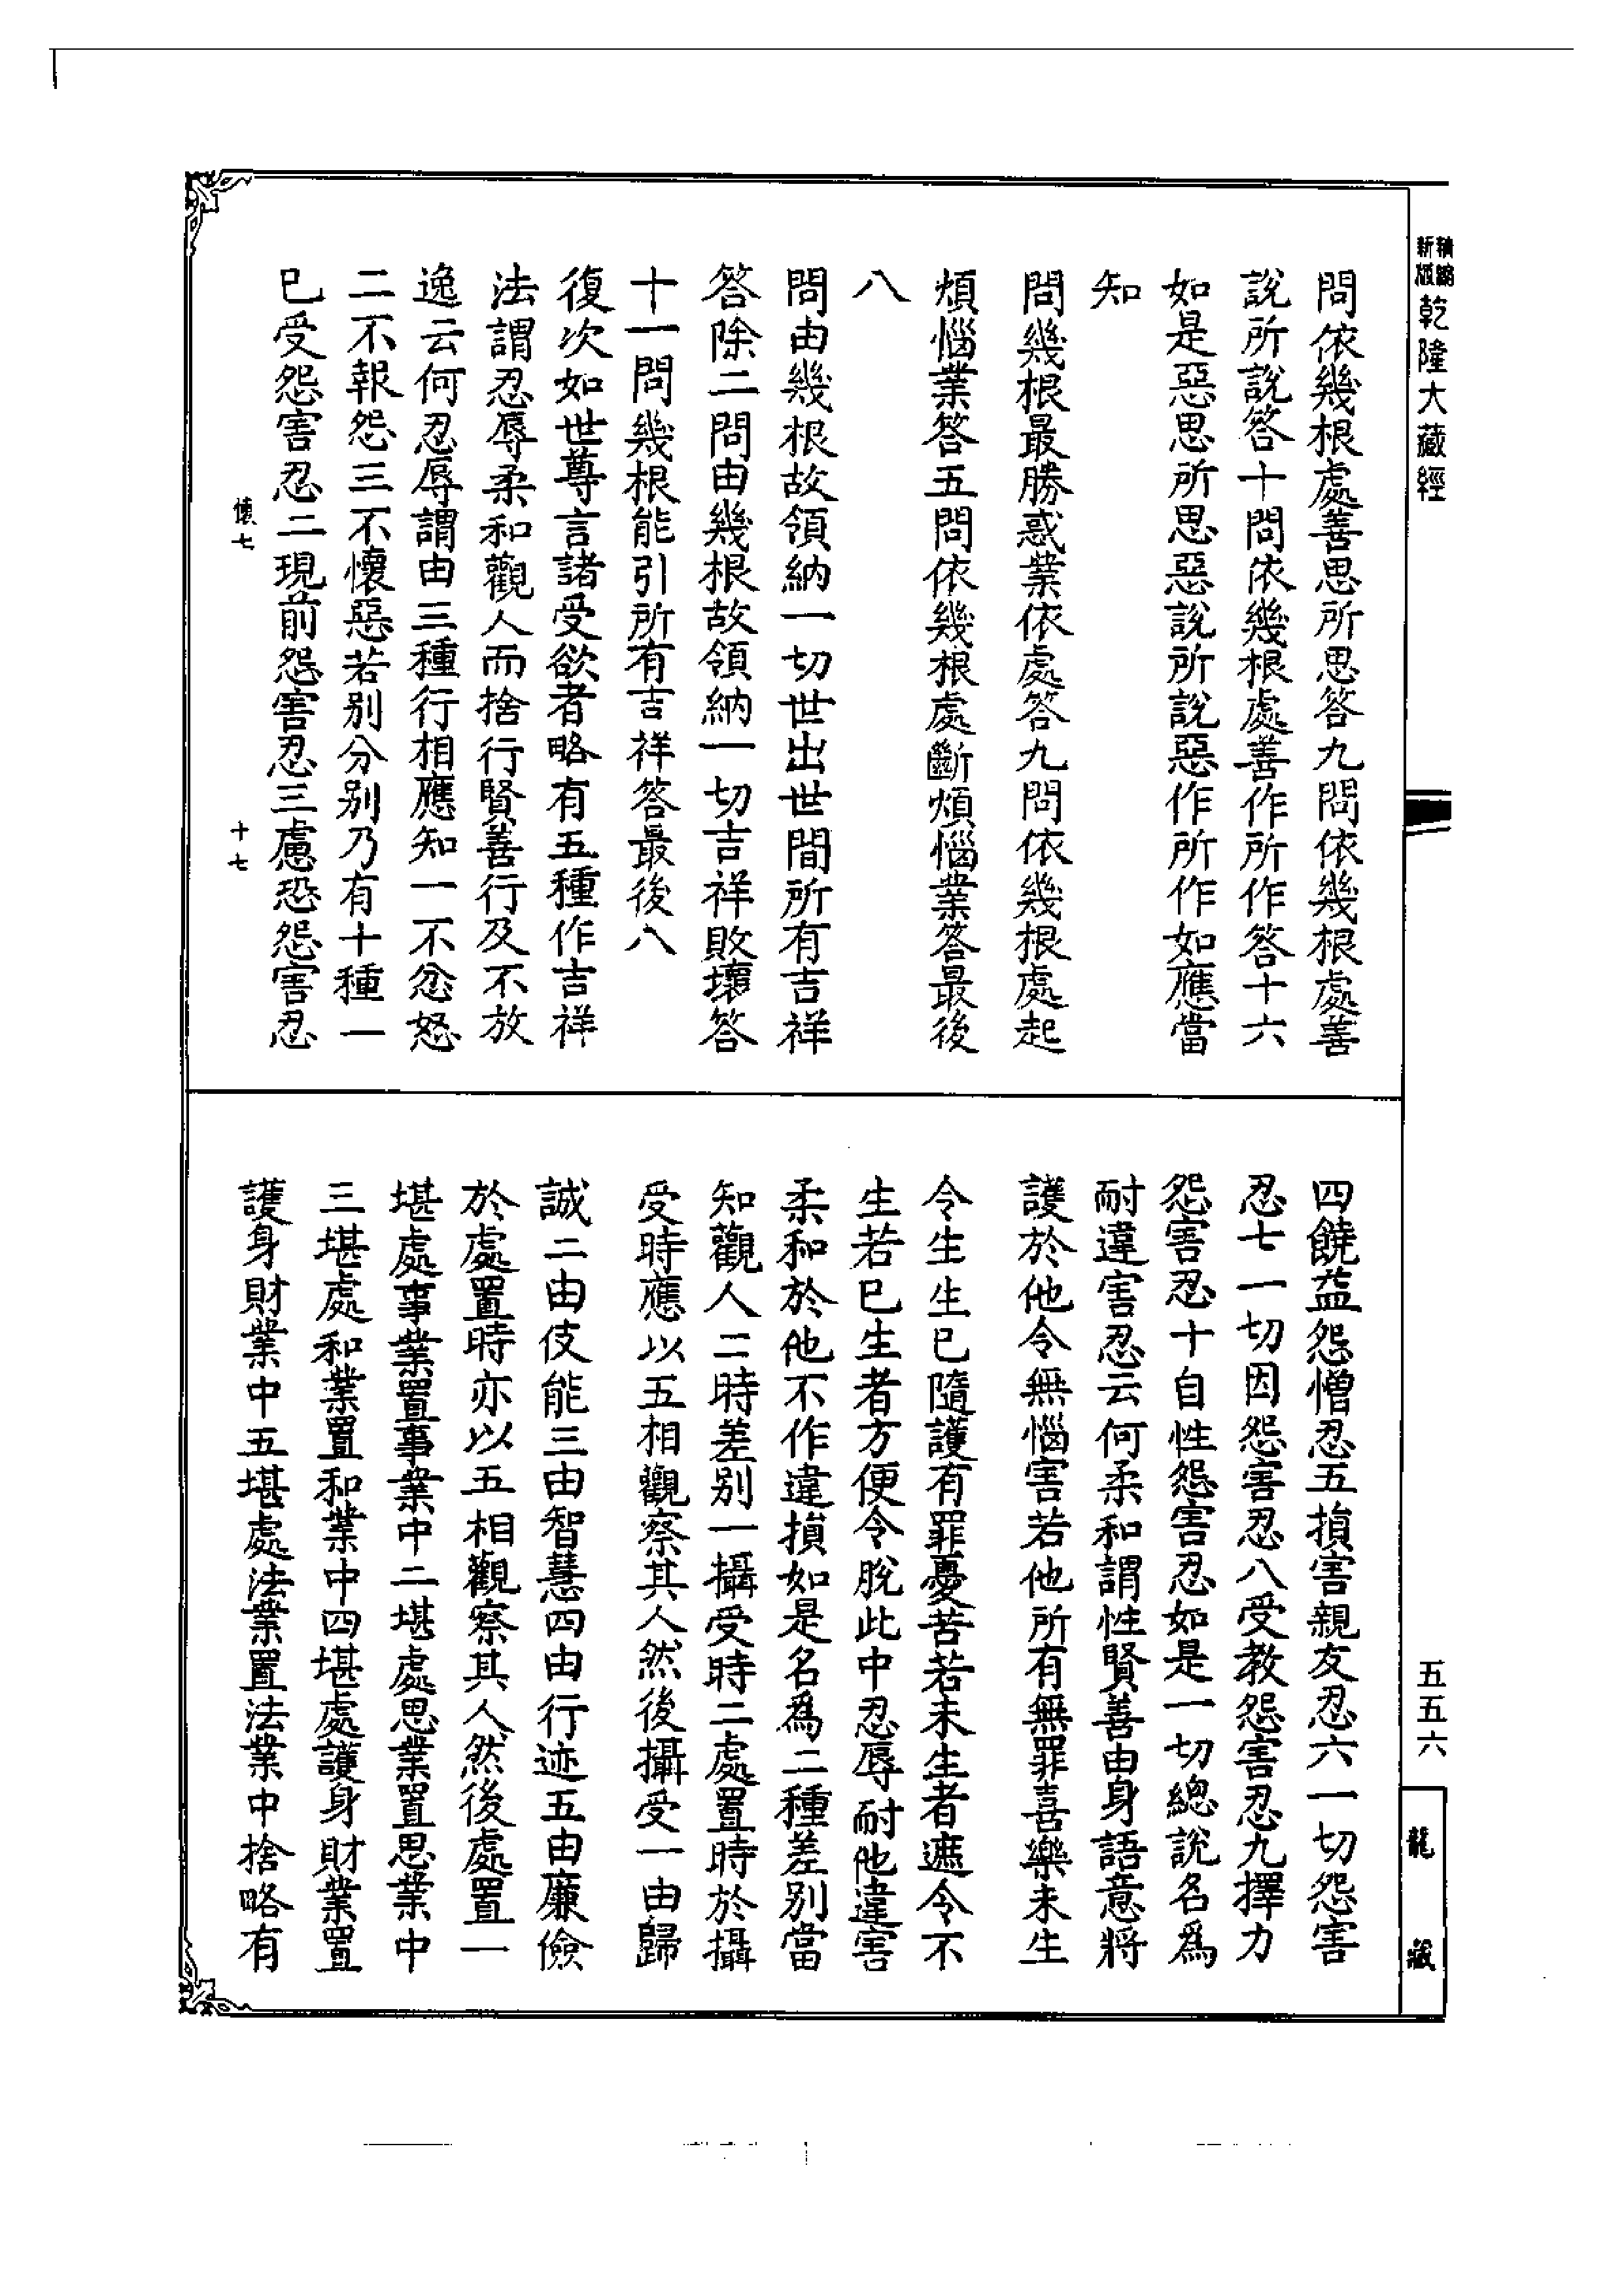 精縮新版乾隆大藏經
問依幾根處善思所思答九問依幾根處善
說所說答十問依幾根處善作所作答十六
如是惡思所思惡說所說惡作所作如應當
知
問幾根最勝惑業依處答九問依幾根處起
煩惱業答五問依幾根處斷煩惱業答最後
八
問由幾根故領納一切世出世間所有吉祥
答除二問由幾根故領納一切吉祥敗壞答
十一問幾根能引所有吉祥答最後八
復次如世尊言諸受欲者略有五種作吉祥
法謂忍辱柔和觀人而捨行賢善行及不放
逸云何忍辱謂由三種行相應知一不忿怒
二不報怨三不懷惡若別分別乃有十種一
已受怨害忍二現前怨害忍三慮恐怨害忍
懷七
十七
四饒益怨憎忍五損害親友忍六一切怨害
忍七一切因怨害忍八受教怨害忍九擇力
怨害忍十自性怨害忍如是一切總說名為
耐違害忍云何柔和謂性賢善由身語意將
護於他令無惱害若他所有無罪喜樂未生
令生生已隨護有罪憂苦若未生者遮令不
生若已生者方便令脫此中忍辱耐他違害
柔和於他不作違損如是名為二種差別當
知觀人二時差別一攝受時二處置時於攝
受時應以五相觀察其人然後攝受一由歸
誠二由伎能三由智慧四由行迹五由廉儉
於處置時亦以五相觀察其人然後處置一
堪處事業置事業中二堪處思業置思業中
三堪處和業置和業中四堪處護身財業置
護身財業中五堪處法業置法業中捨略有
五五六
龍藏